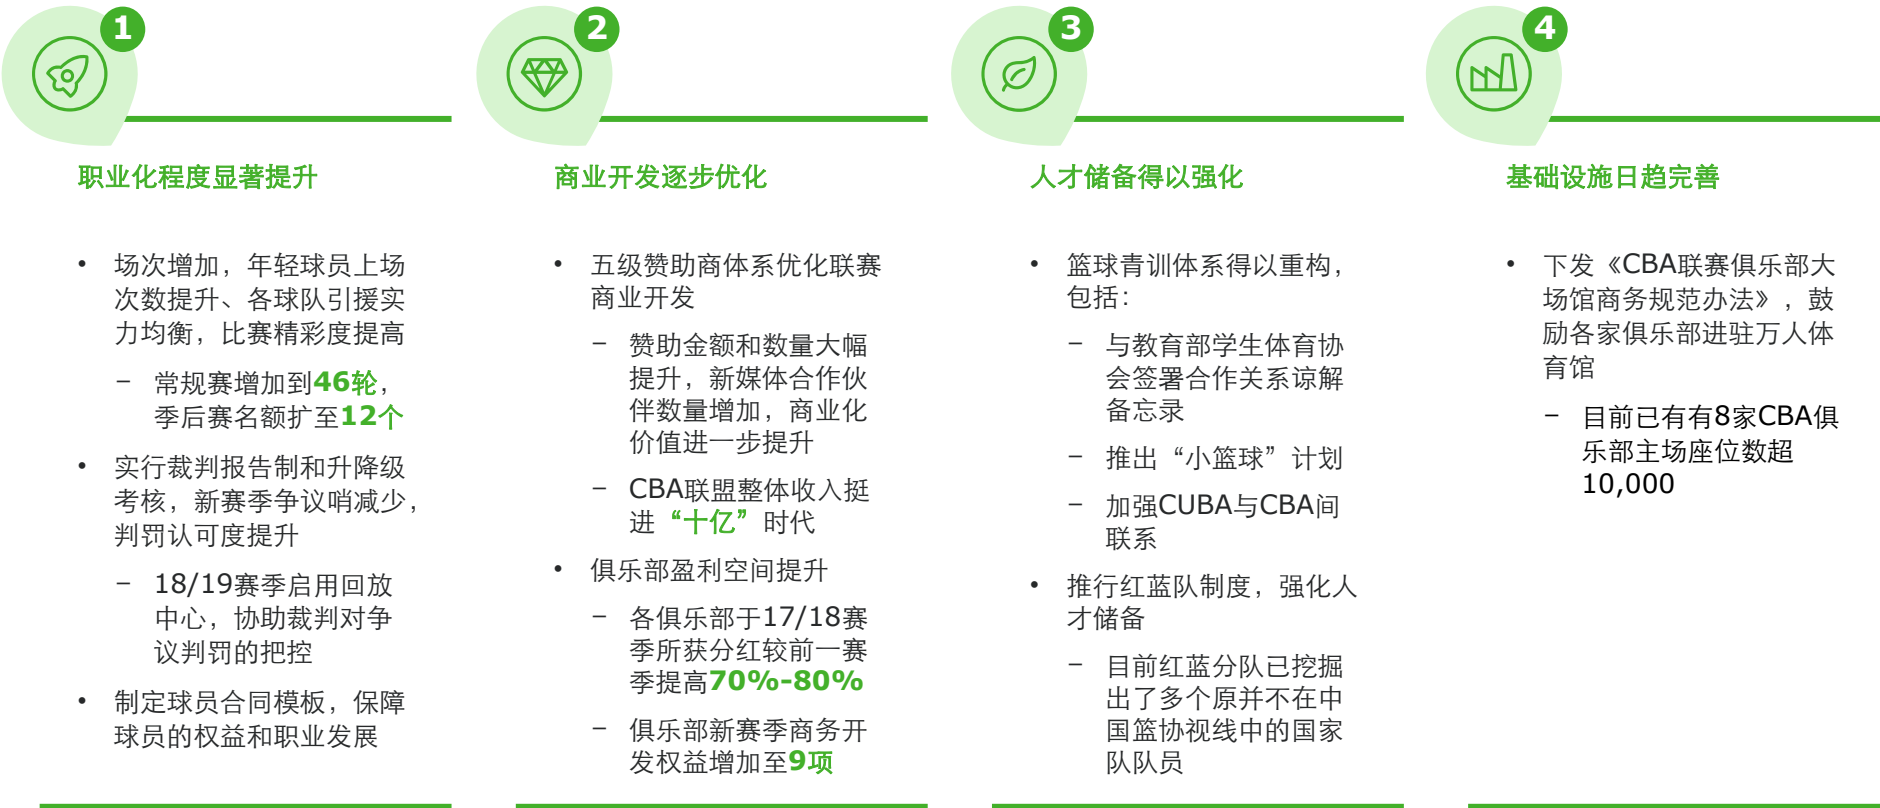 1
职业化程度显著提升
• 场次增加，年轻球员上场
次数提升、各球队引援实
力均衡，比赛精彩度提高
– 常规赛增加到46轮，
季后赛名额扩至12个
• 实行裁判报告制和升降级
考核，新赛季争议哨减少，
判罚认可度提升
– 18/19赛季启用回放
中心，协助裁判对争
议判罚的把控
• 制定球员合同模板，保障
球员的权益和职业发展
2
商业开发逐步优化
• 五级赞助商体系优化联赛
商业开发
– 赞助金额和数量大幅
提升，新媒体合作伙
伴数量增加，商业化
价值进一步提升
– CBA联盟整体收入挺
进“十亿”时代
• 俱乐部盈利空间提升
– 各俱乐部于17/18赛
季所获分红较前一赛
季提高70%-80%
– 俱乐部新赛季商务开
发权益增加至9项
3
人才储备得以强化
• 篮球青训体系得以重构，
包括：
– 与教育部学生体育协
会签署合作关系谅解
备忘录
– 推出“小篮球”计划
– 加强CUBA与CBA间
联系
• 推行红蓝队制度，强化人
才储备
– 目前红蓝分队已挖掘
出了多个原并不在中
国篮协视线中的国家
队队员
4
基础设施日趋完善
• 下发《CBA联赛俱乐部大
场馆商务规范办法》，鼓
励各家俱乐部进驻万人体
育馆
– 目前已有有8家CBA俱
乐部主场座位数超
10,000